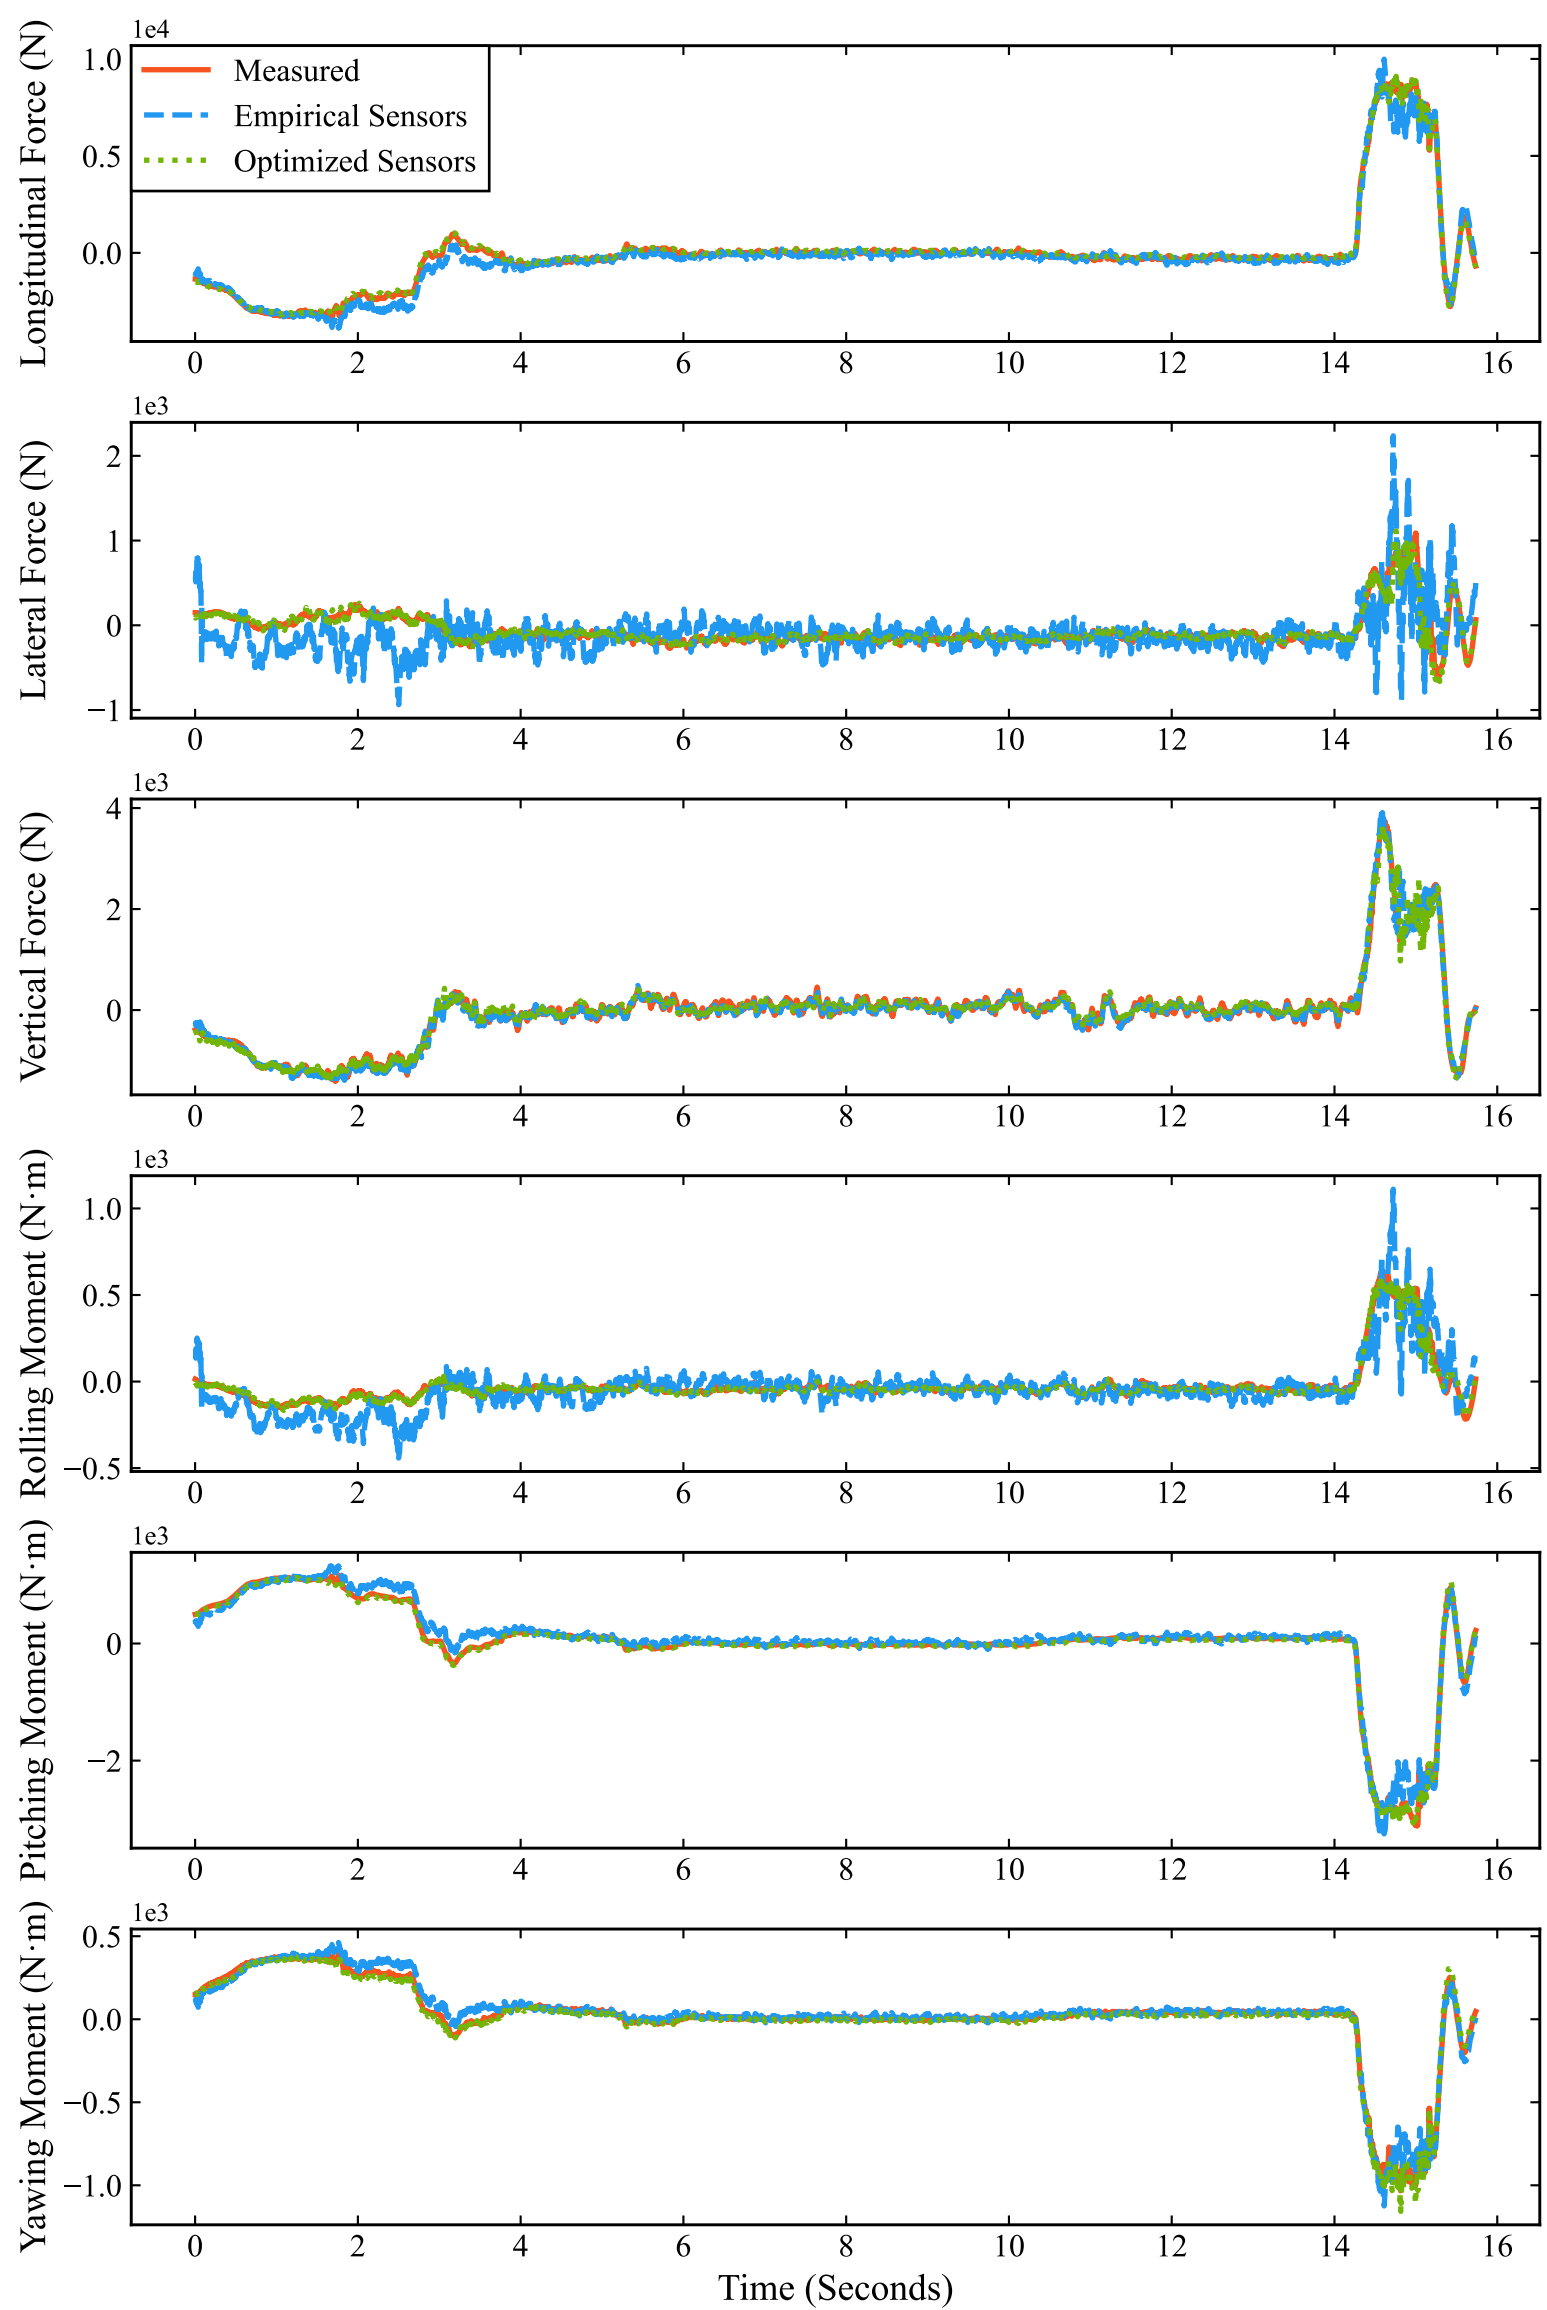 1e4
Longitudinal Force (N)
1.0
0.5
0.0
Measured
Empirical Sensors
Optimized Sensors
0 2 4 6 8 10 12 14 16
1e3
Lateral Force (N)
2
1
0
−1
0 2 4 6 8 10 12 14 16
1e3
Vertical Force (N)
4
2
0
0 2 4 6 8 10 12 14 16
1e3
Rolling Moment (N·m)
1.0
0.5
0.0
−0.5
0 2 4 6 8 10 12 14 16
1e3
Pitching Moment (N·m)
0
−2
0 2 4 6 8 10 12 14 16
1e3
Yawing Moment (N·m)
0.5
0.0
−0.5
−1.0
0 2 4 6 8 10 12 14 16
Time (Seconds)